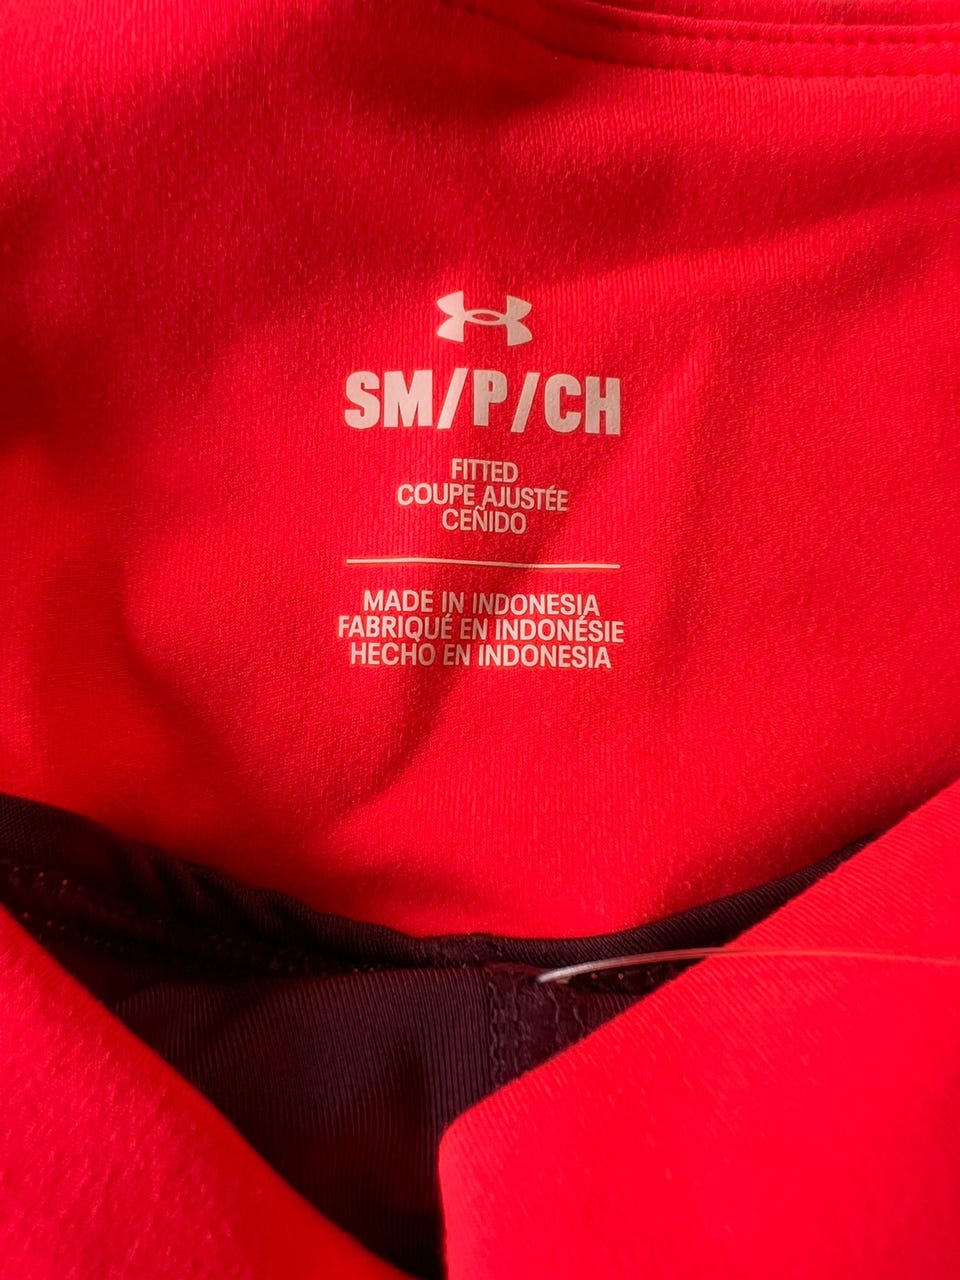 SM/P/CH
FITTED
COUPE AJUSTÉE
CEÑIDO
MADE IN INDONESIA
FABRIQUÉ EN INDONÉSIE
HECHO EN INDONESIA